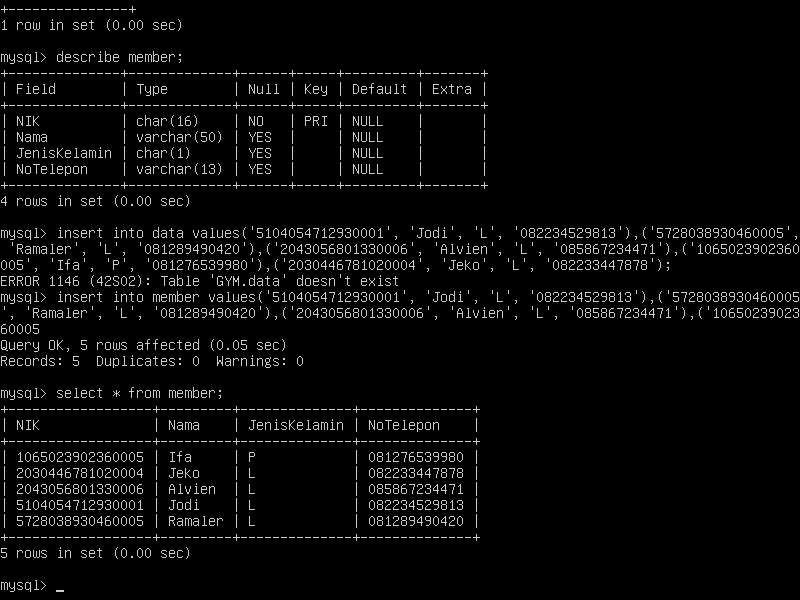 +---------------+
1 row in set (0.00 sec)
mysql> describe member;
+--------------+-------------+------+-----+---------+-------+
| Field        | Type        | Null | Key | Default | Extra |
+--------------+-------------+------+-----+---------+-------+
| NIK          | char(16)    | NO   | PRI | NULL    |       |
| Nama         | varchar(50) | YES  |     | NULL    |       |
| JenisKelamin | char(1)     | YES  |     | NULL    |       |
| NoTelepon    | varchar(13) | YES  |     | NULL    |       |
+--------------+-------------+------+-----+---------+-------+
4 rows in set (0.00 sec)
mysql> insert into data values('5104054712930001', 'Jodi', 'L', '082234529813'),('5728038930460005',
 'Ramaler', 'L', '081289490420'),('2043056801330006', 'Alvien', 'L', '085867234471'),('1065023902360
005', 'Ifa', 'P', '081276539980'),('2030446781020004', 'Jeko', 'L', '082233447878');
ERROR 1146 (42S02): Table 'GYM.data' doesn't exist
mysql> insert into member values('5104054712930001', 'Jodi', 'L', '082234529813'),('5728038930460005'
, 'Ramaler', 'L', '081289490420'),('2043056801330006', 'Alvien', 'L', '085867234471'),('10650239023
60005
Query OK, 5 rows affected (0.05 sec)
Records: 5  Duplicates: 0  Warnings: 0
mysql> select * from member;
+------------------+---------+--------------+--------------+
| NIK              | Nama    | JenisKelamin | NoTelepon    |
+------------------+---------+--------------+--------------+
| 1065023902360005 | Ifa     | P            | 081276539980 |
| 2030446781020004 | Jeko    | L            | 082233447878 |
| 2043056801330006 | Alvien  | L            | 085867234471 |
| 5104054712930001 | Jodi    | L            | 082234529813 |
| 5728038930460005 | Ramaler | L            | 081289490420 |
+------------------+---------+--------------+--------------+
5 rows in set (0.00 sec)
mysql> _